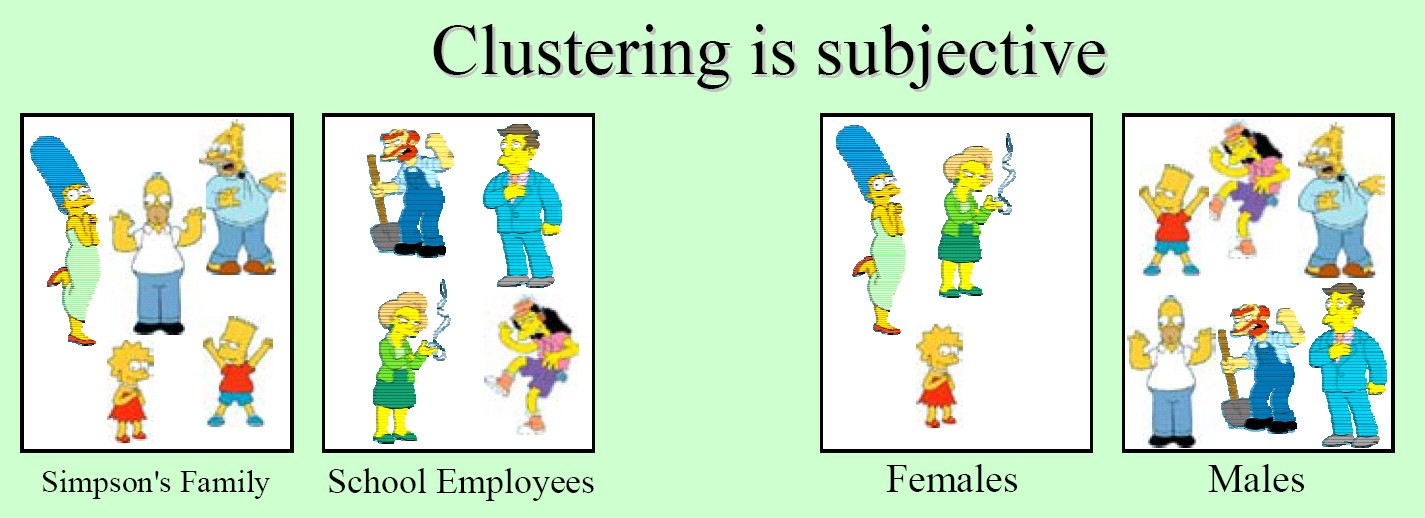 Clustering is subjective
Simpson's Family
School Employees
Females
Males